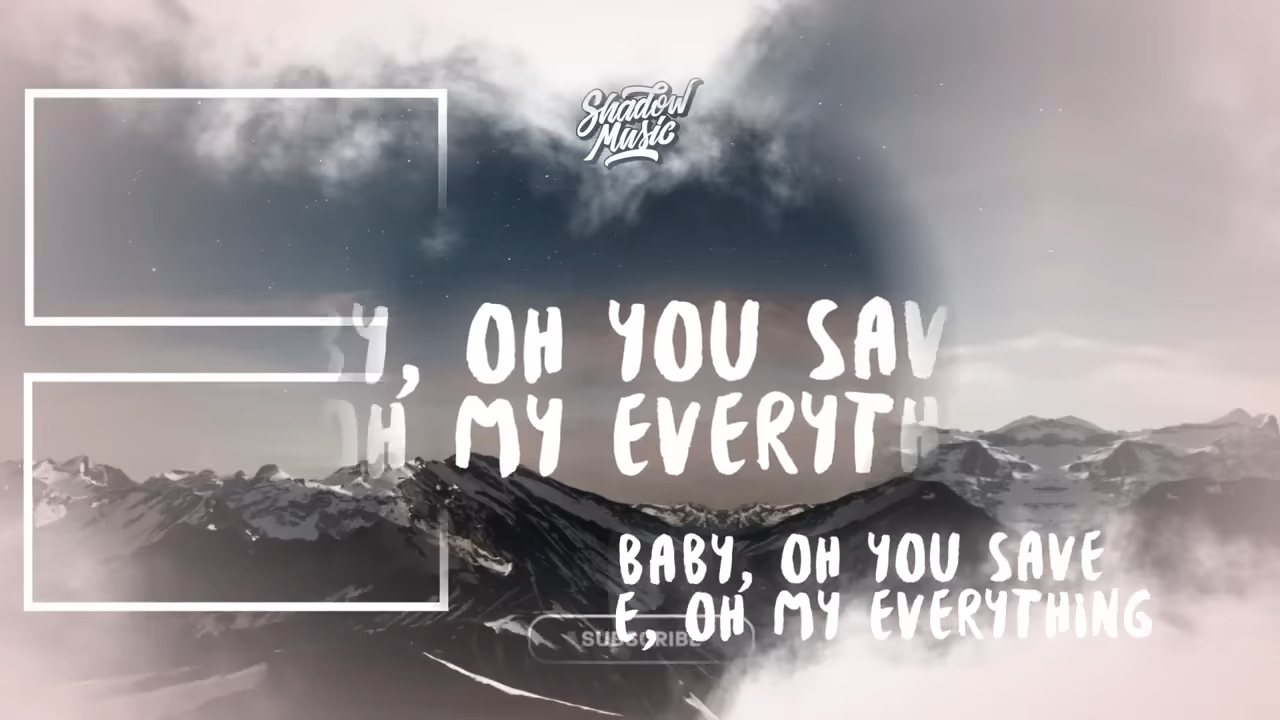 Shadow
Music
Y, OH YOU SAV
OH MY EVERYTH
BABY, OH YOU SAVE
E, OH MY EVERYTHING
SUBSCRIBE